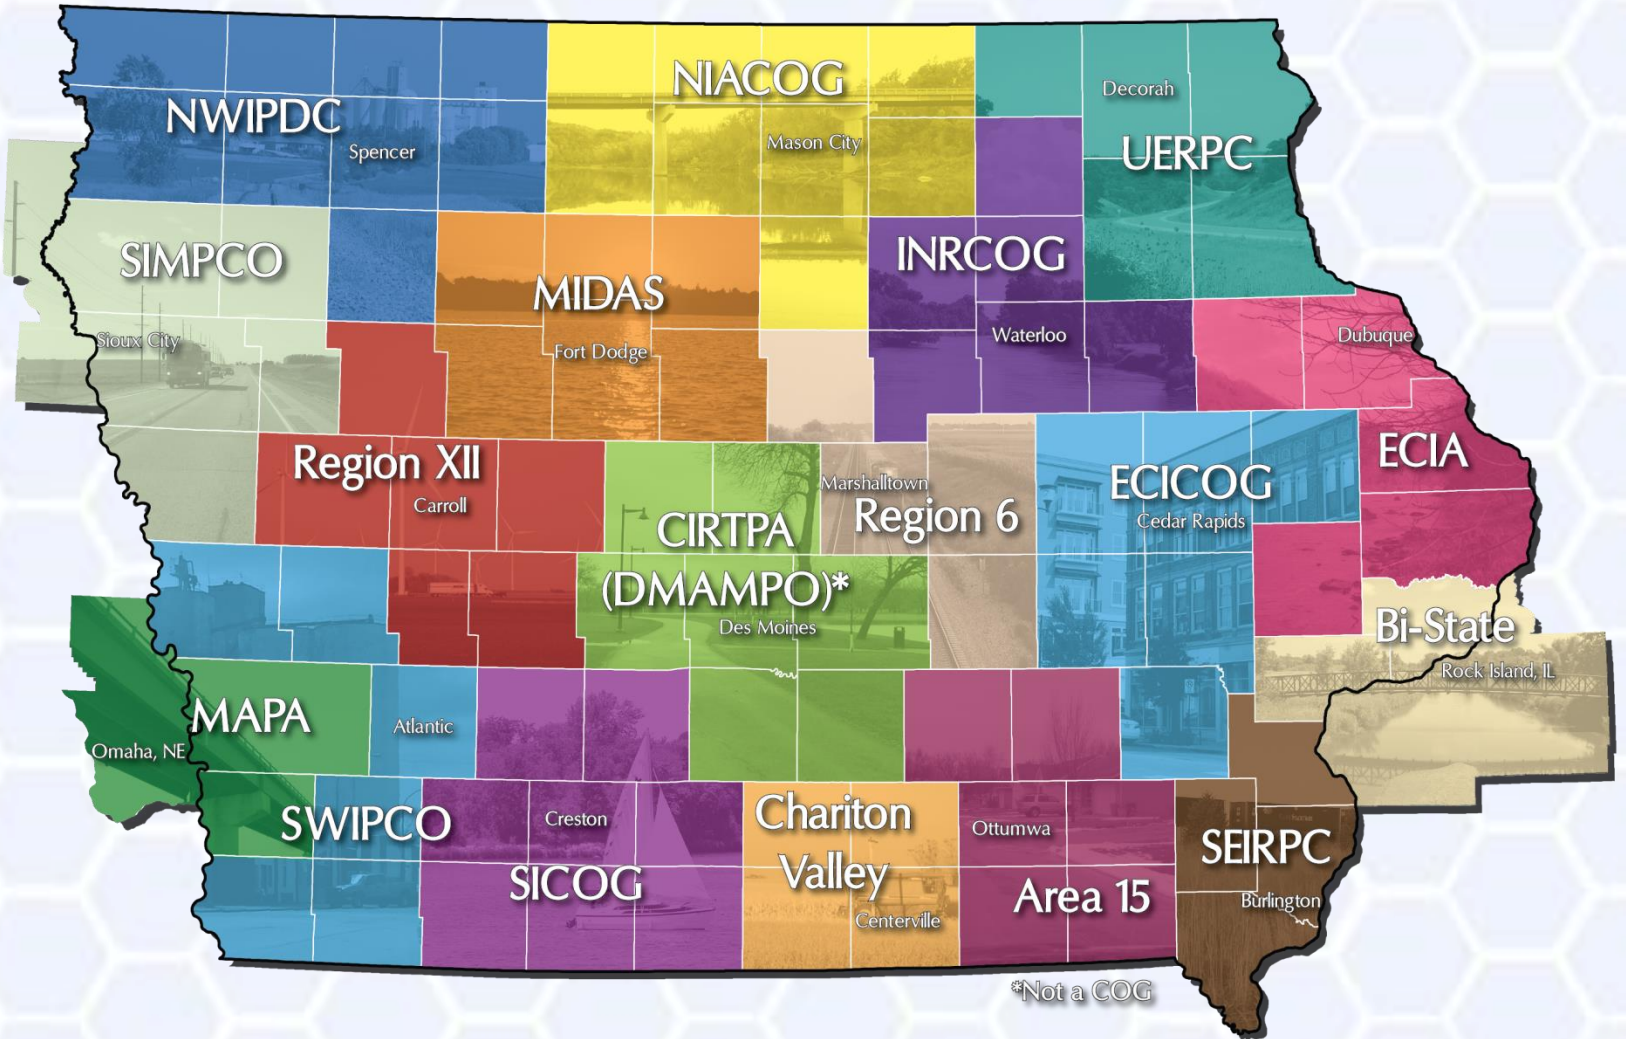 NIACOG
Mason City
NWIPDC
Spencer
Decorah
UERPC
SIMPCO
Sioux City
MIDAS
Fort Dodge
INRCOG
Waterloo
Dubuque
Region XII
Carroll
CIRTPA
(DMAMPO)*
Des Moines
Marshalltown
Region 6
ECICOG
Cedar Rapids
ECIA
Bi-State
Rock Island, IL
MAPA
Omaha, NE
Atlantic
SWIPCO
Creston
SICOG
Chariton
Valley
Centerville
Ottumwa
Area 15
SEIRPC
Burlington
*Not a COG